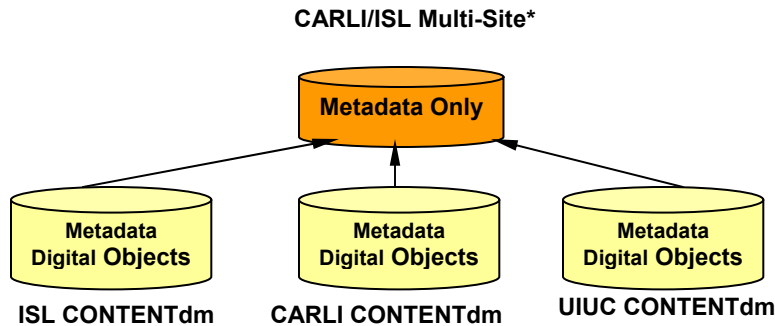 CARLI/ISL Multi-Site*
Metadata Only
Metadata
Digital Objects
Metadata
Digital Objects
Metadata
Digital Objects
ISL CONTENTdm
CARLI CONTENTdm
UIUC CONTENTdm